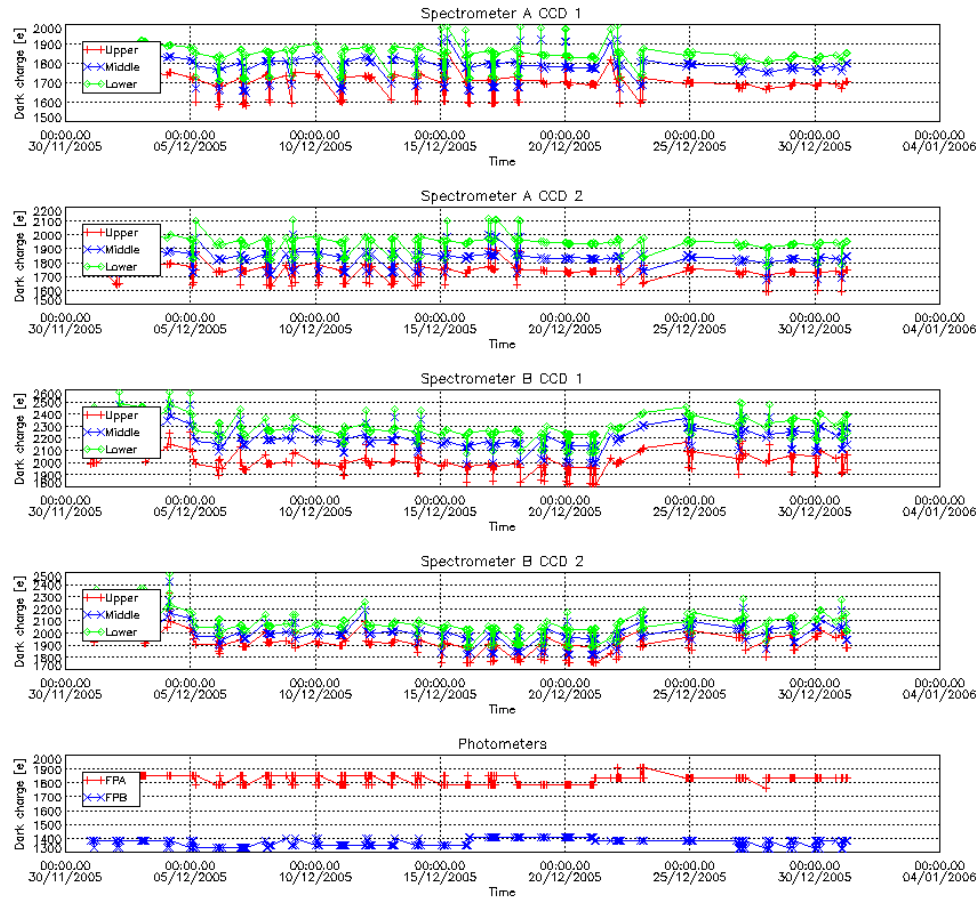 Spectrometer A CCD 1
Dark charge [e]
2000
1900
1800
1700
1600
1500
Upper
Middle
Lower
00:00.00 00:00.00 00:00.00 00:00.00 00:00.00 00:00.00 00:00.00 00:00.00
30/11/2005 05/12/2005 10/12/2005 15/12/2005 20/12/2005 25/12/2005 30/12/2005 04/01/2006
Time
Spectrometer A CCD 2
Dark charge [e]
2200
2100
2000
1900
1800
1700
1600
1500
Upper
Middle
Lower
00:00.00 00:00.00 00:00.00 00:00.00 00:00.00 00:00.00 00:00.00 00:00.00
30/11/2005 05/12/2005 10/12/2005 15/12/2005 20/12/2005 25/12/2005 30/12/2005 04/01/2006
Time
Spectrometer B CCD 1
Dark charge [e]
2600
2500
2400
2300
2200
2100
2000
1900
1800
Upper
Middle
Lower
00:00.00 00:00.00 00:00.00 00:00.00 00:00.00 00:00.00 00:00.00 00:00.00
30/11/2005 05/12/2005 10/12/2005 15/12/2005 20/12/2005 25/12/2005 30/12/2005 04/01/2006
Time
Spectrometer B CCD 2
Dark charge [e]
2500
2400
2300
2200
2100
2000
1900
1800
1700
Upper
Middle
Lower
00:00.00 00:00.00 00:00.00 00:00.00 00:00.00 00:00.00 00:00.00 00:00.00
30/11/2005 05/12/2005 10/12/2005 15/12/2005 20/12/2005 25/12/2005 30/12/2005 04/01/2006
Time
Photometers
Dark charge [e]
2000
1900
1800
1700
1600
1500
1400
1300
FPA
FPB
00:00.00 00:00.00 00:00.00 00:00.00 00:00.00 00:00.00 00:00.00 00:00.00
30/11/2005 05/12/2005 10/12/2005 15/12/2005 20/12/2005 25/12/2005 30/12/2005 04/01/2006
Time